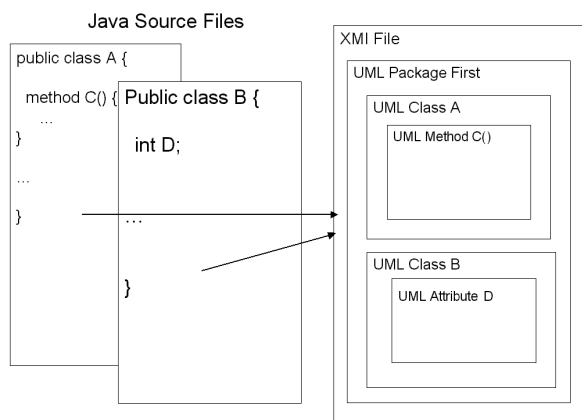 Java Source Files
public class A {
method C() {
...
}
...
}
Public class B {
int D;
...
}
XMI File
UML Package First
UML Class A
UML Method C()
UML Class B
UML Attribute D